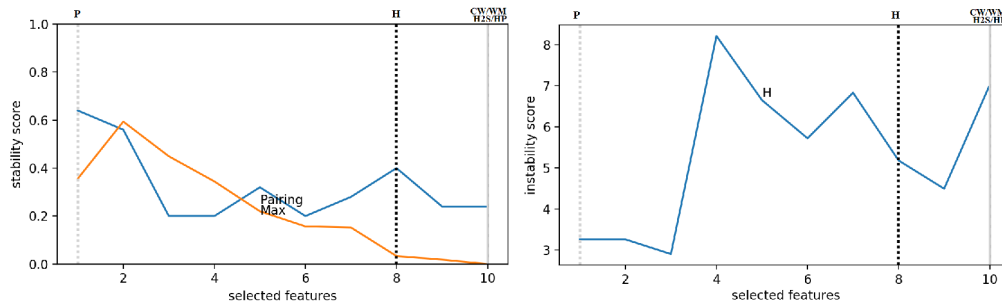 P
H
CW/WM
H2S/HP
1.0
0.8
0.6
0.4
0.2
0.0
stability score
Pairing
Max
2
4
6
8
10
selected features
P
H
CW/WM
H2S/HP
8
7
6
5
4
3
instability score
H
2
4
6
8
10
selected features